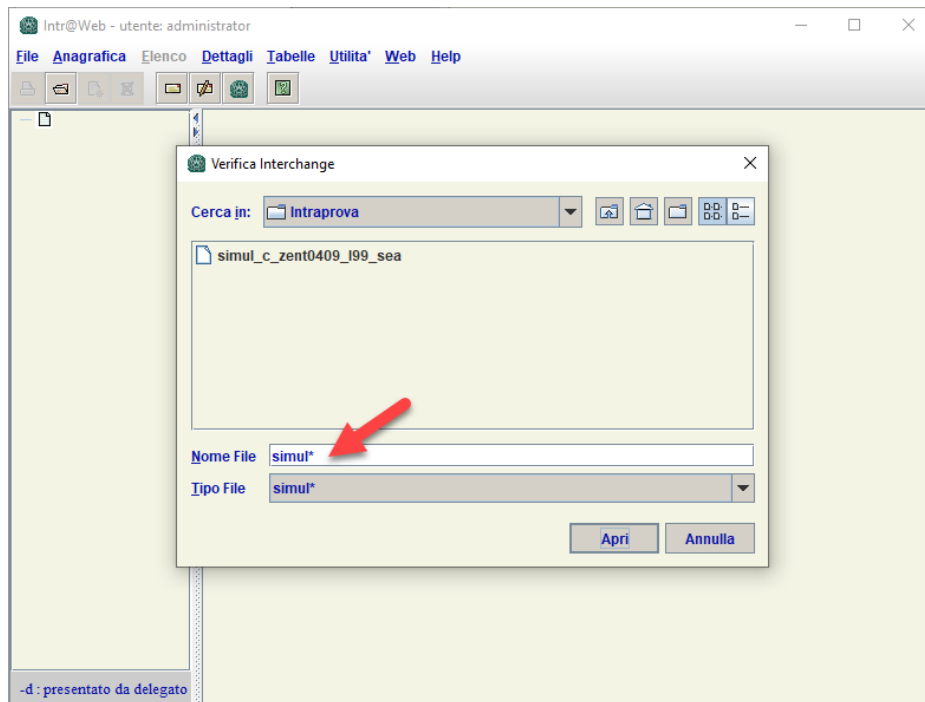 Intr@Web - utente: administrator
File Anagrafica Elenco Dettagli Tabelle Utilita' Web Help
Verifica Interchange
Cerca in: Intraprova
simul_c_zent0409_l99_sea
Nome File simul*
Tipo File simul*
Apri Annulla
-d : presentato da delegato